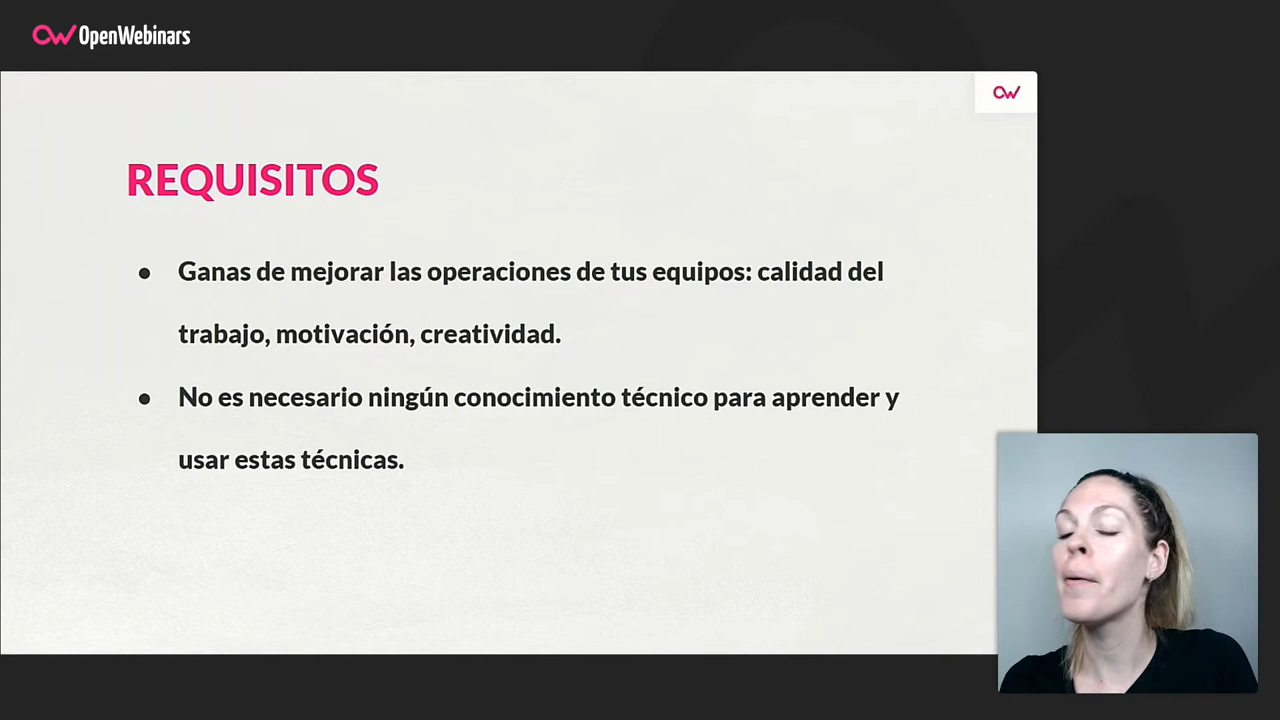 OpenWebinars
REQUISITOS
● Ganas de mejorar las operaciones de tus equipos: calidad del
trabajo, motivación, creatividad.
● No es necesario ningún conocimiento técnico para aprender y
usar estas técnicas.